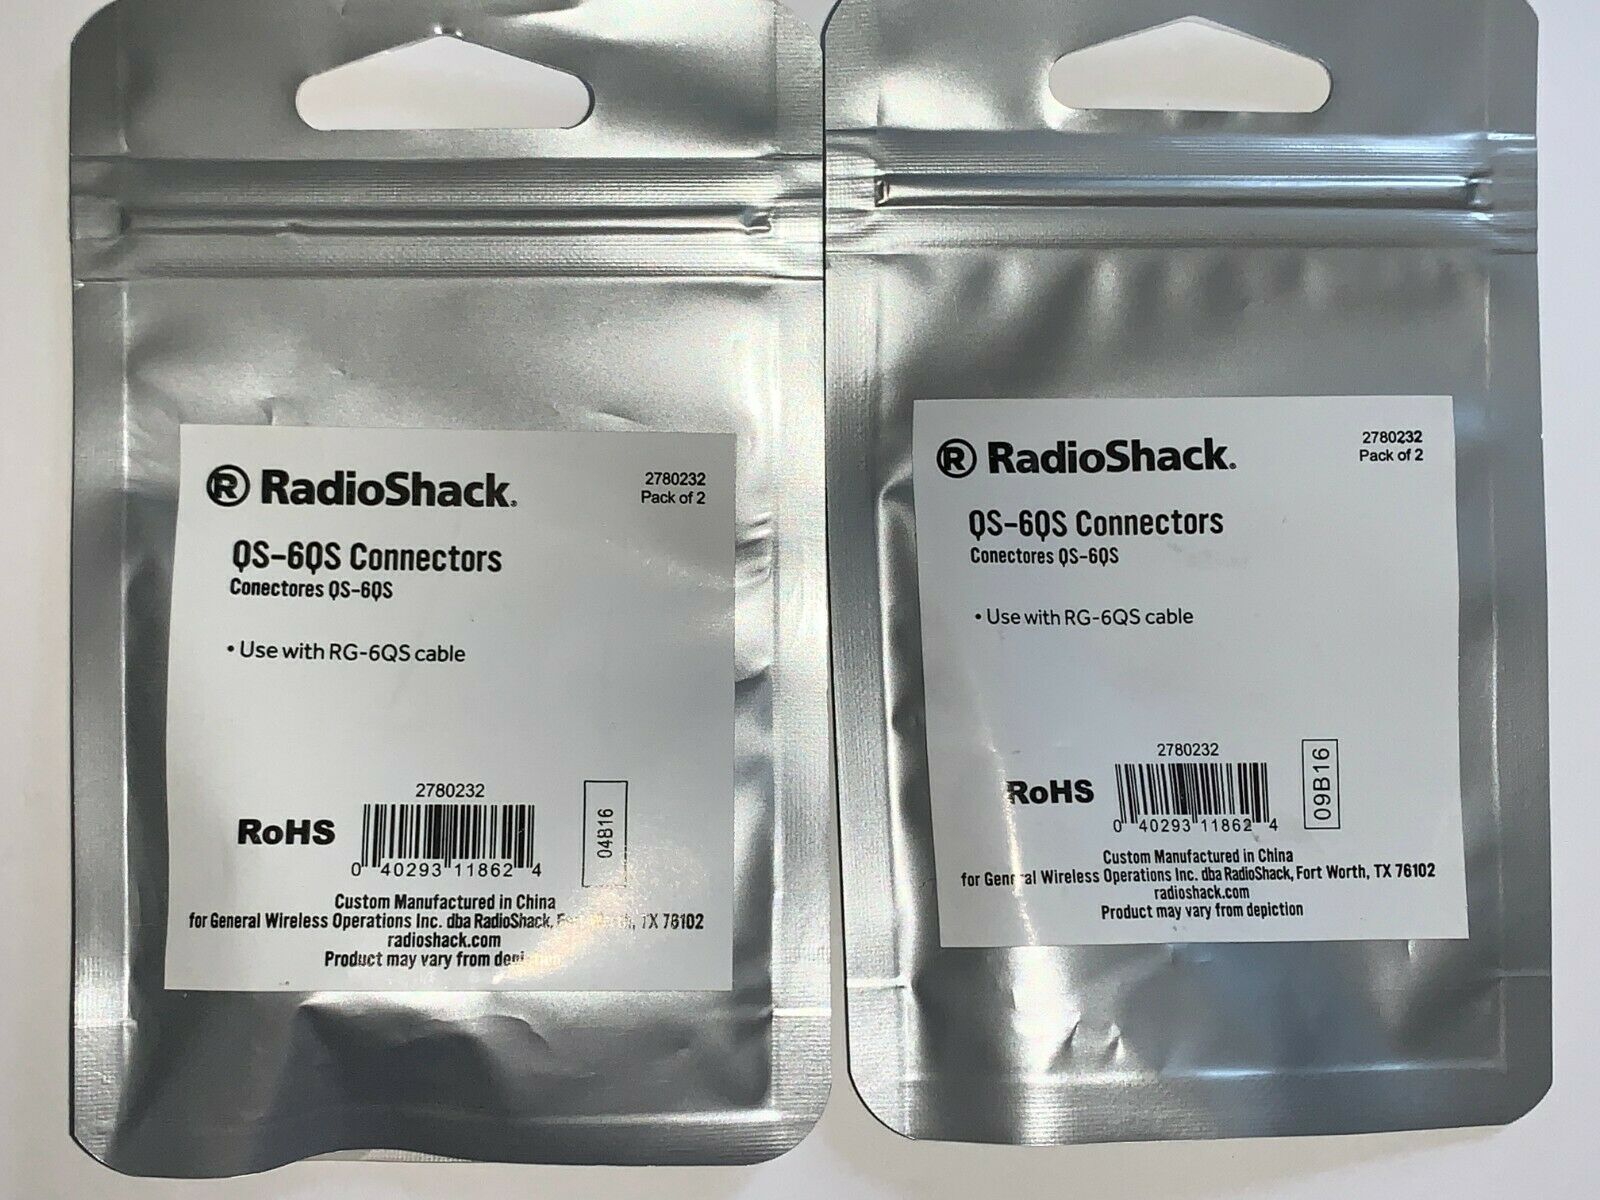 ® RadioShack.
2780232
Pack of 2
QS-6QS Connectors
Conectores QS-6QS
• Use with RG-6QS cable
2780232
RoHS
04B16
0 40293 11862 4
Custom Manufactured in China
for General Wireless Operations Inc. dba RadioShack, Fort Worth, TX 76102
radioshack.com
Product may vary from
® RadioShack.
2780232
Pack of 2
QS-6QS Connectors
Conectores QS-6QS
• Use with RG-6QS cable
2780232
RoHS
09B16
0 40293 11862 4
Custom Manufactured in China
for General Wireless Operations Inc. dba RadioShack, Fort Worth, TX 76102
radioshack.com
Product may vary from depiction